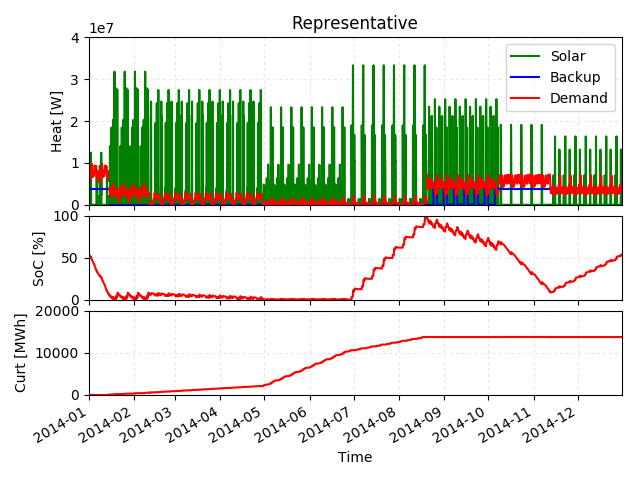 Representative
1e7
4
3
2
1
0
Heat [W]
Solar
Backup
Demand
100
50
0
SoC [%]
20000
10000
0
Curt [MWh]
2014-01
2014-02
2014-03
2014-04
2014-05
2014-06
2014-07
2014-08
2014-09
2014-10
2014-11
2014-12
Time